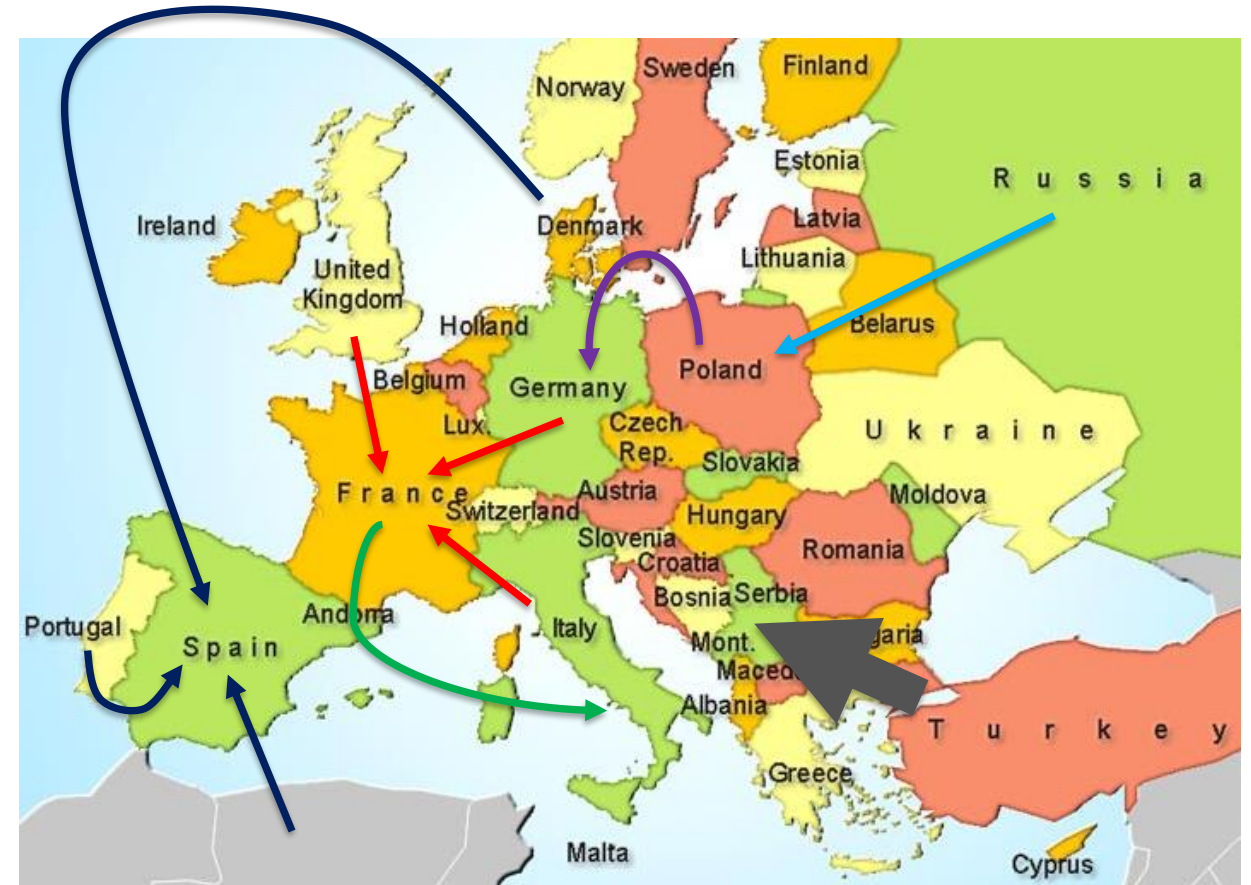 Sweden
Finland
Norway
Estonia
Russia
Ireland
Denmark
Latvia
United
Kingdom
Lithuania
Holland
Belarus
Belgium
Germany
Poland
Lux.
Czech
Rep.
Ukraine
Slovakia
France
Switzerland
Austria
Moldova
Hungary
Slovenia
Croatia
Romania
Bosnia
Serbia
Andorra
Portugal
Spain
Italy
Mont.
garia
Maced
Albania
Turkey
Greece
Malta
Cyprus